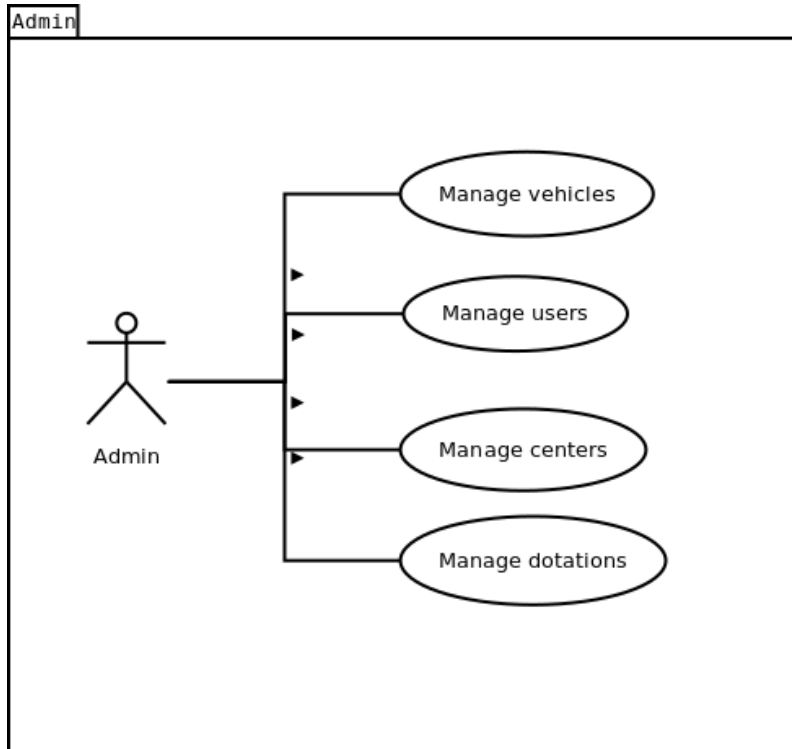 Admin
Manage vehicles
Manage users
Admin
Manage centers
Manage dotations